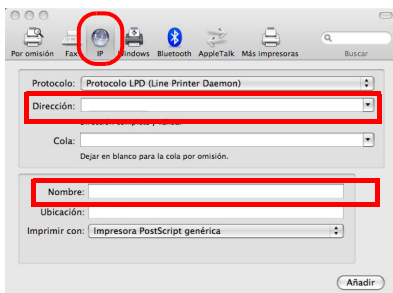 Por omisión Fax IP Windows Bluetooth AppleTalk Más impresoras Buscar
Protocolo: Protocolo LPD (Line Printer Daemon)
Dirección:
Cola:
Dejar en blanco para la cola por omisión.
Nombre:
Ubicación:
Imprimir con: Impresora PostScript genérica
Añadir